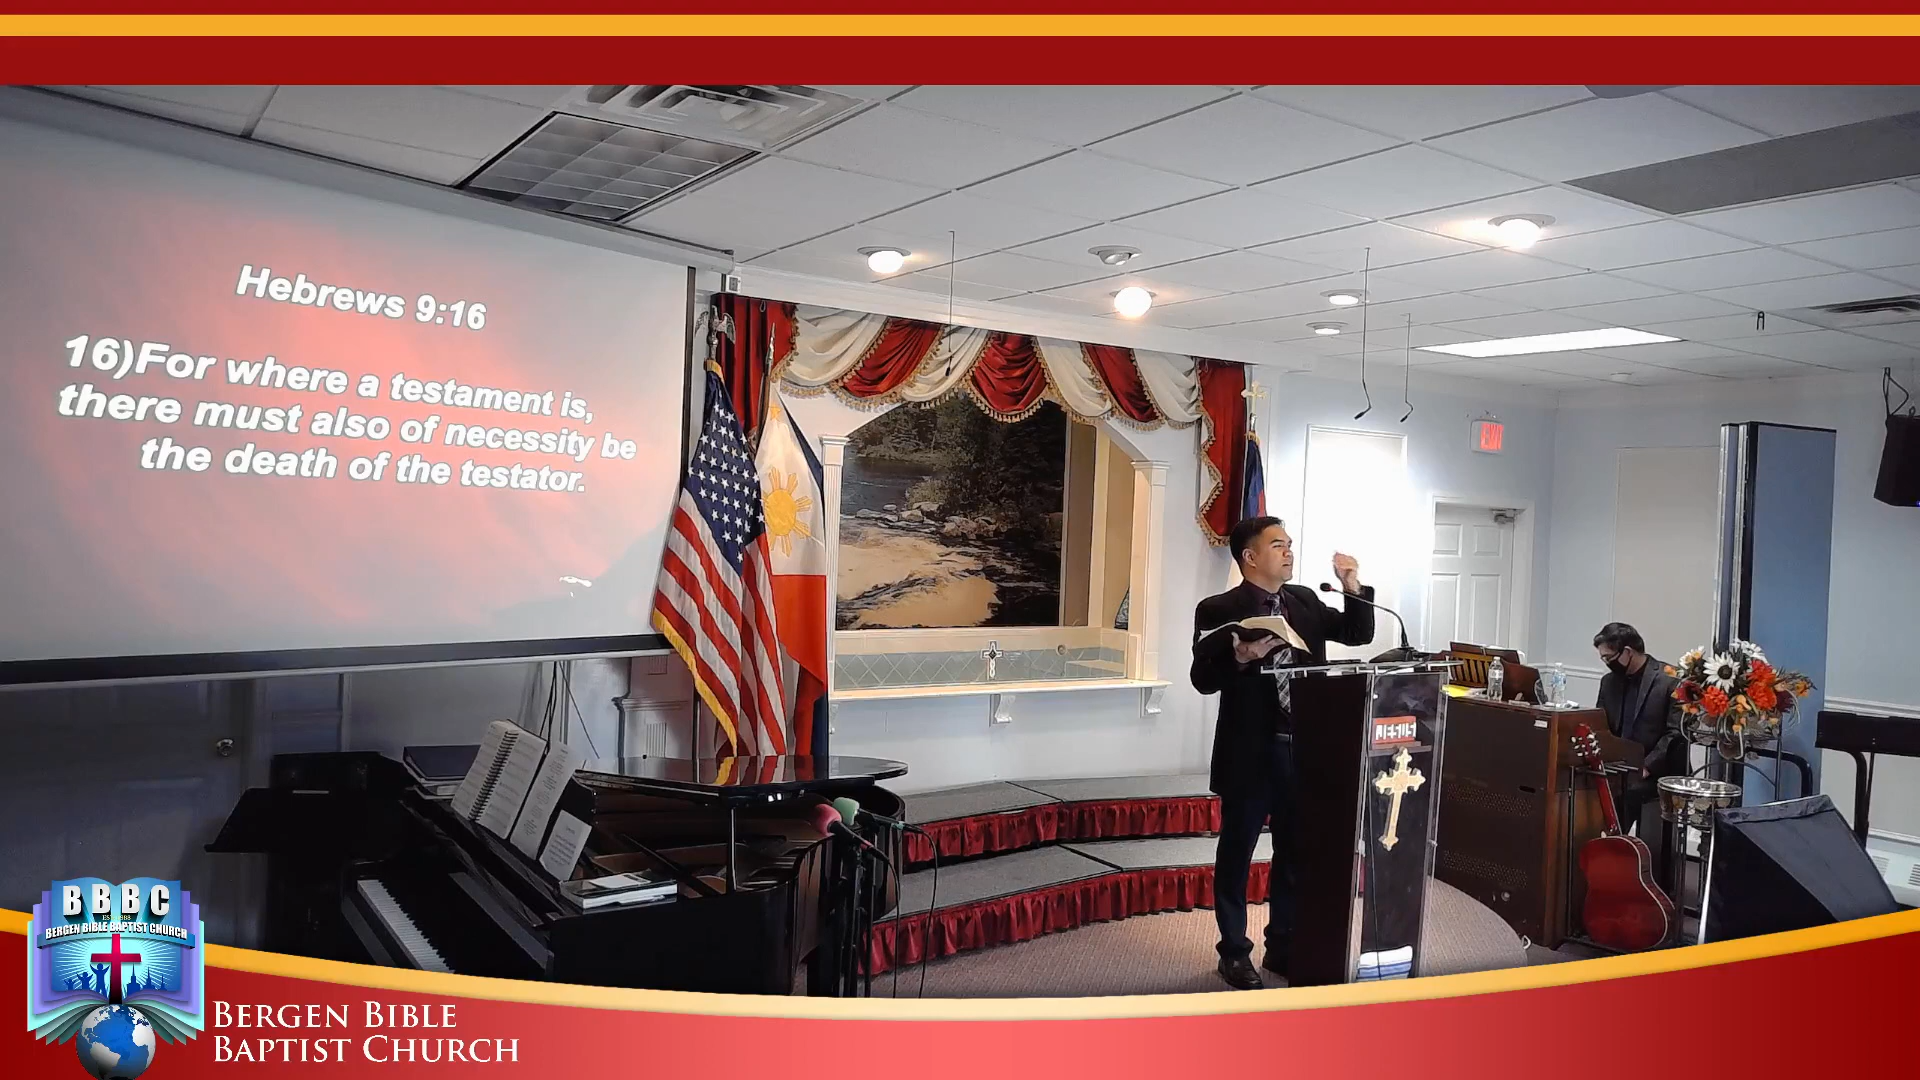 Hebrews 9:16
16)For where a testament is,
there must also of necessity be
the death of the testator.
EXIT
JESUS
BBBC
BERGEN BIBLE BAPTIST CHURCH
BERGEN BIBLE
BAPTIST CHURCH